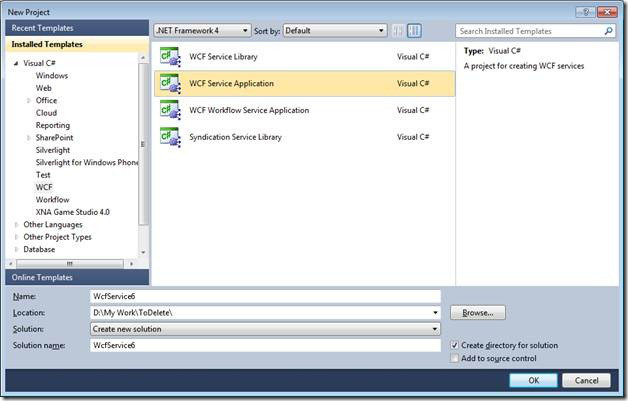 New Project
Recent Templates
Installed Templates
Visual C#
Windows
Web
Office
Cloud
Reporting
SharePoint
Silverlight
Silverlight for Windows Phone
Test
WCF
Workflow
XNA Game Studio 4.0
Other Languages
Other Project Types
Database
Online Templates
.NET Framework 4 Sort by: Default
WCF Service Library Visual C#
WCF Service Application Visual C#
WCF Workflow Service Application Visual C#
Syndication Service Library Visual C#
Search Installed Templates
Type: Visual C#
A project for creating WCF services
Name: WcfService6
Location: D:\My Work\ToDelete\ Browse...
Solution: Create new solution
Solution name: WcfService6
Create directory for solution
Add to source control
OK Cancel